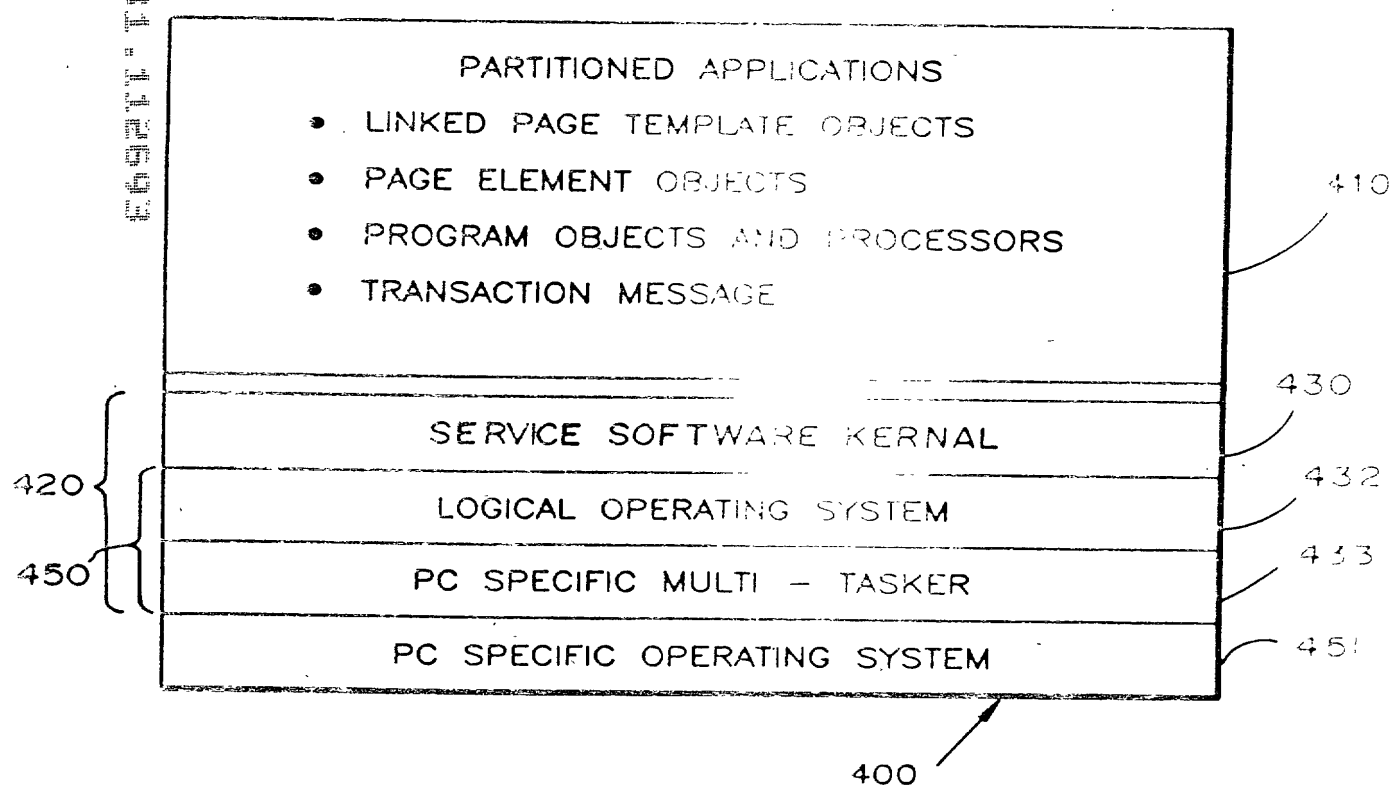 PARTITIONED APPLICATIONS
• LINKED PAGE TEMPLATE OBJECTS
• PAGE ELEMENT OBJECTS
• PROGRAM OBJECTS AND PROCESSORS
• TRANSACTION MESSAGE
410
430
SERVICE SOFTWARE KERNAL
420
432
LOGICAL OPERATING SYSTEM
433
450
PC SPECIFIC MULTI - TASKER
451
PC SPECIFIC OPERATING SYSTEM
400